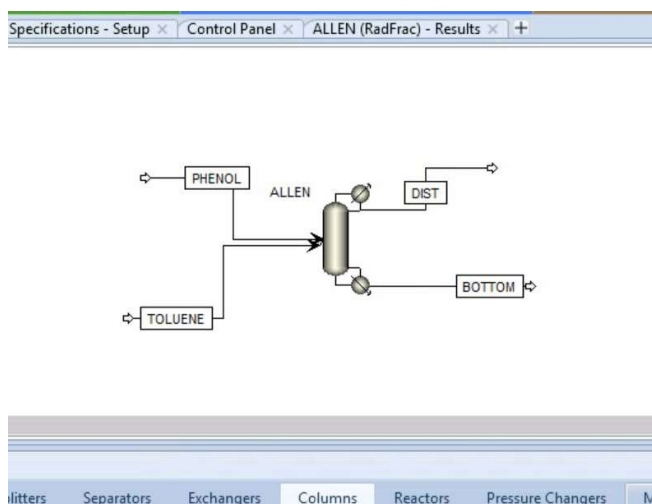 Specifications - Setup × Control Panel × ALLEN (RadFrac) - Results × +
PHENOL
ALLEN
DIST
BOTTOM
TOLUENE
Separators Exchangers Columns Reactors Pressure Changers